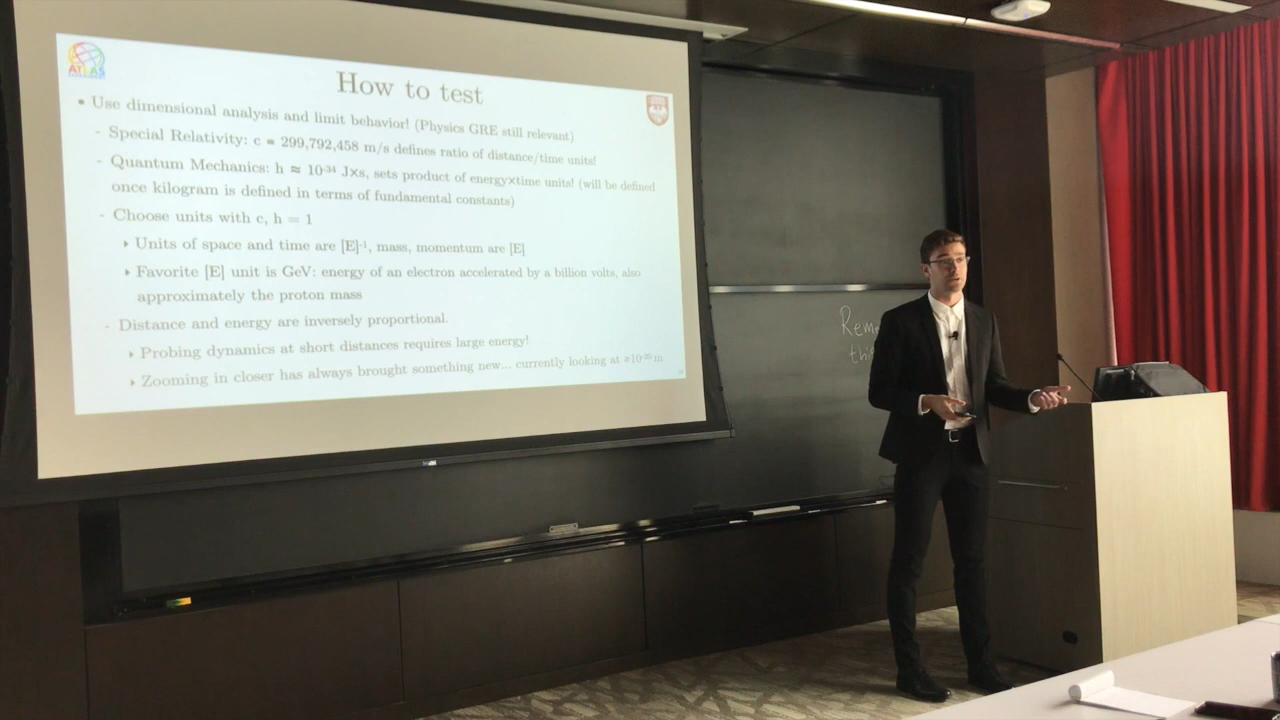 ATLAS
How to test
• Use dimensional analysis and limit behavior! (Physics GRE still relevant)
- Special Relativity: c = 299,792,458 m/s defines ratio of distance/time units!
- Quantum Mechanics: h ≈ 10⁻³⁴ J×s, sets product of energy×time units! (will be defined
once kilogram is defined in terms of fundamental constants)
- Choose units with c, h = 1
‣ Units of space and time are [E]⁻¹, mass, momentum are [E]
‣ Favorite [E] unit is GeV: energy of an electron accelerated by a billion volts, also
approximately the proton mass
- Distance and energy are inversely proportional.
‣ Probing dynamics at short distances requires large energy!
‣ Zooming in closer has always brought something new... currently looking at ≥10⁻²⁰ m